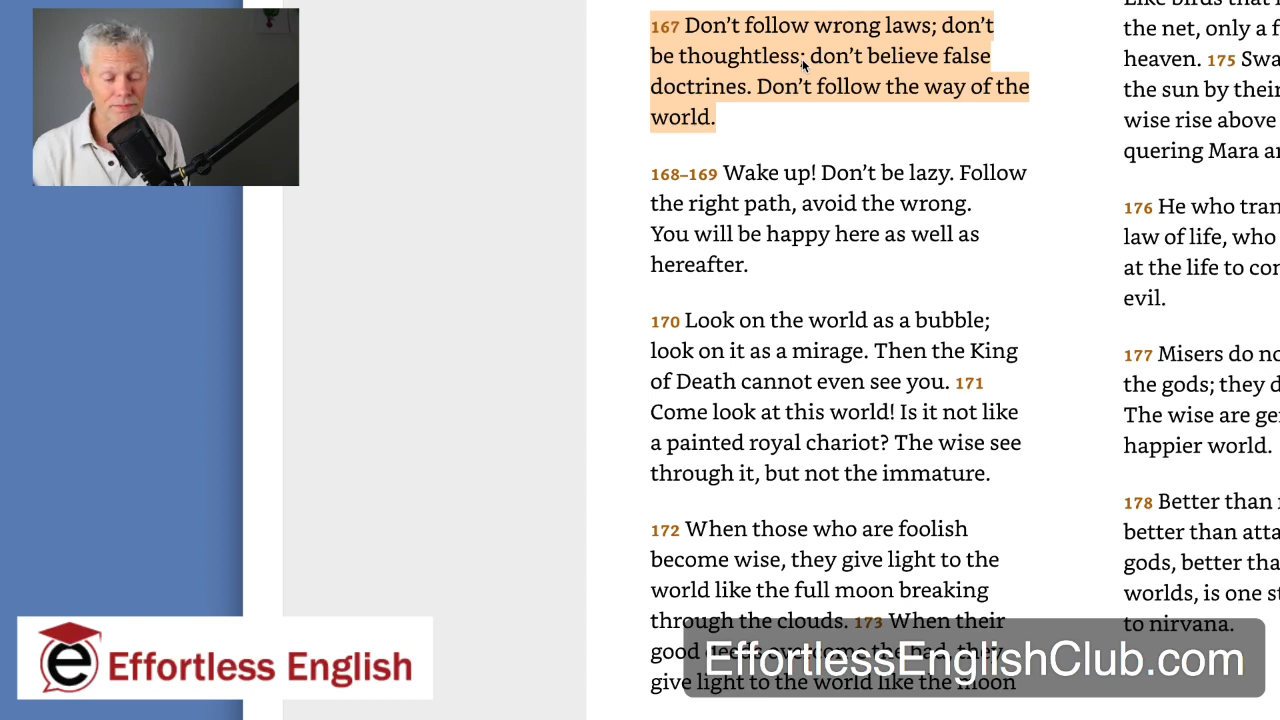 167 Don’t follow wrong laws; don’t
be thoughtless; don’t believe false
doctrines. Don’t follow the way of the
world.
168–169 Wake up! Don’t be lazy. Follow
the right path, avoid the wrong.
You will be happy here as well as
hereafter.
170 Look on the world as a bubble;
look on it as a mirage. Then the King
of Death cannot even see you. 171
Come look at this world! Is it not like
a painted royal chariot? The wise see
through it, but not the immature.
172 When those who are foolish
become wise, they give light to the
world like the full moon breaking
through the clouds. 173 When their
good deeds overcome the bad, they
give light to the world like the moon
the net, only a
heaven. 175
the sun by their
wise rise above
quering Mara
176 He who
law of life, who
at the life to
evil.
177 Misers do
the gods; they
The wise are
happier world.
178 Better than
better than
gods, better
worlds, is one
to nirvana.
e Effortless English
EffortlessEnglishClub.com